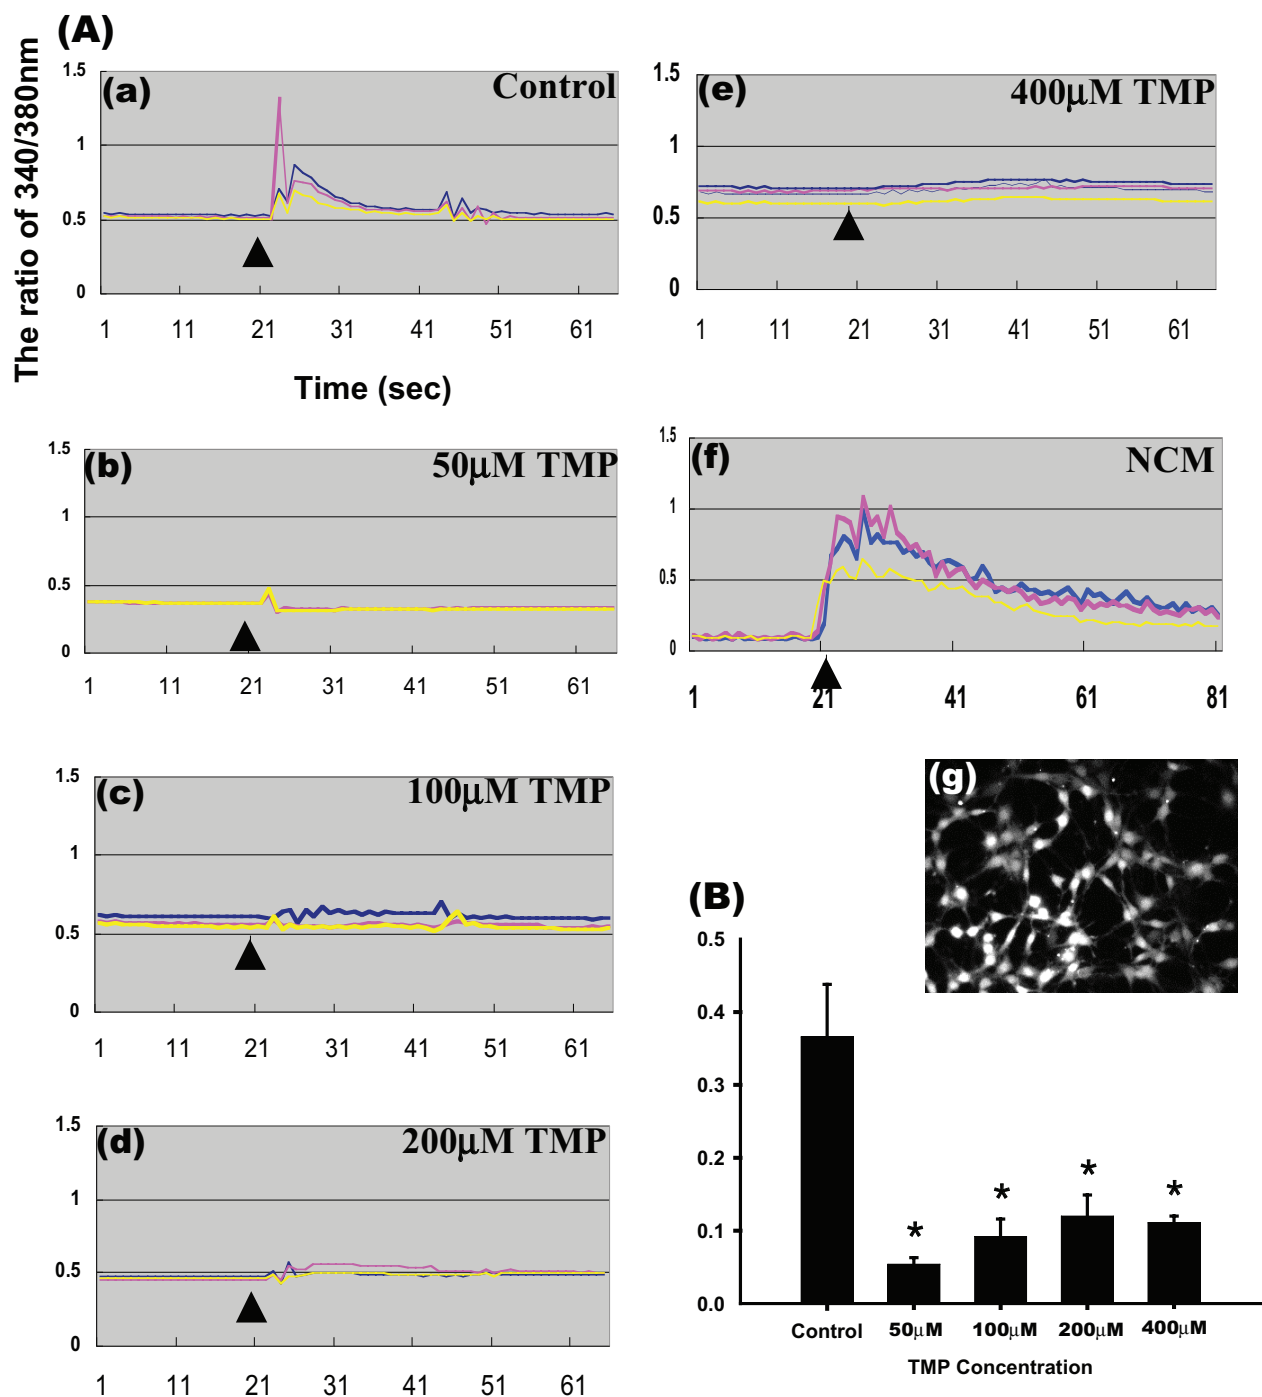 (A)
The ratio of 340/380nm
(a)
Control
1.5
1
0.5
0
1 11 21 31 41 51 61
Time (sec)
(b)
50μM TMP
1.5
1
0.5
0
1 11 21 31 41 51 61
(c)
100μM TMP
1.5
1
0.5
0
1 11 21 31 41 51 61
(d)
200μM TMP
1.5
1
0.5
0
1 11 21 31 41 51 61
(e)
400μM TMP
1.5
1
0.5
0
1 11 21 31 41 51 61
(f)
NCM
1.5
1
0.5
0
1 21 41 61 81
(g)
(B)
0.5
0.4
0.3
0.2
0.1
0.0
* * * *
Control 50μM 100μM 200μM 400μM
TMP Concentration